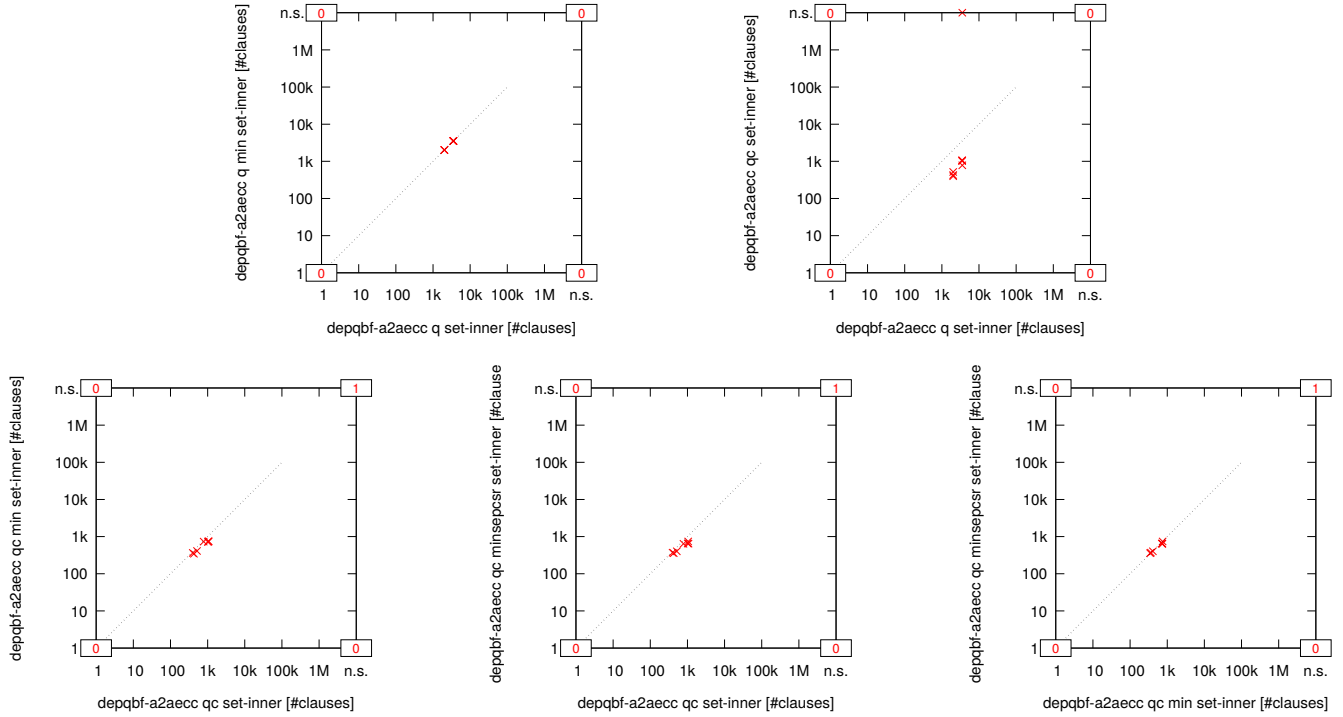 n.s. 0 0
1M
100k
10k
1k
100
10
1 0 0
1 10 100 1k 10k 100k 1M n.s.
depqbf-a2aecc q min set-inner [#clauses]
depqbf-a2aecc q set-inner [#clauses]
n.s. 0 0
1M
100k
10k
1k
100
10
1 0 0
1 10 100 1k 10k 100k 1M n.s.
depqbf-a2aecc qc set-inner [#clauses]
depqbf-a2aecc q set-inner [#clauses]
n.s. 0 1
1M
100k
10k
1k
100
10
1 0 0
1 10 100 1k 10k 100k 1M n.s.
depqbf-a2aecc qc min set-inner [#clauses]
depqbf-a2aecc qc set-inner [#clauses]
n.s. 0 1
1M
100k
10k
1k
100
10
1 0 0
1 10 100 1k 10k 100k 1M n.s.
depqbf-a2aecc qc minsepcsr set-inner [#clause
depqbf-a2aecc qc set-inner [#clauses]
n.s. 0 1
1M
100k
10k
1k
100
10
1 0 0
1 10 100 1k 10k 100k 1M n.s.
depqbf-a2aecc qc minsepcsr set-inner [#clause
depqbf-a2aecc qc min set-inner [#clauses]